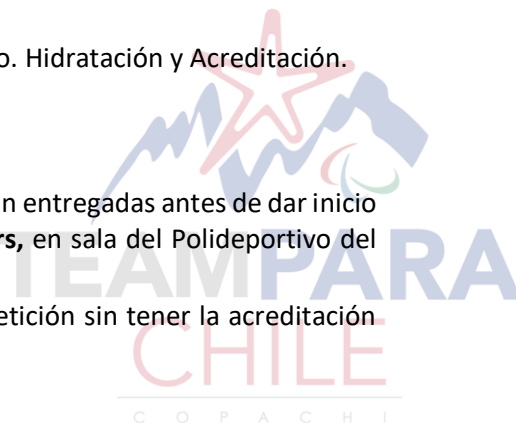 o. Hidratación y Acreditación.
n entregadas antes de dar inicio
rs, en sala del Polideportivo del
TEAMPARA
etición sin tener la acreditación
CHILE
COPACHI